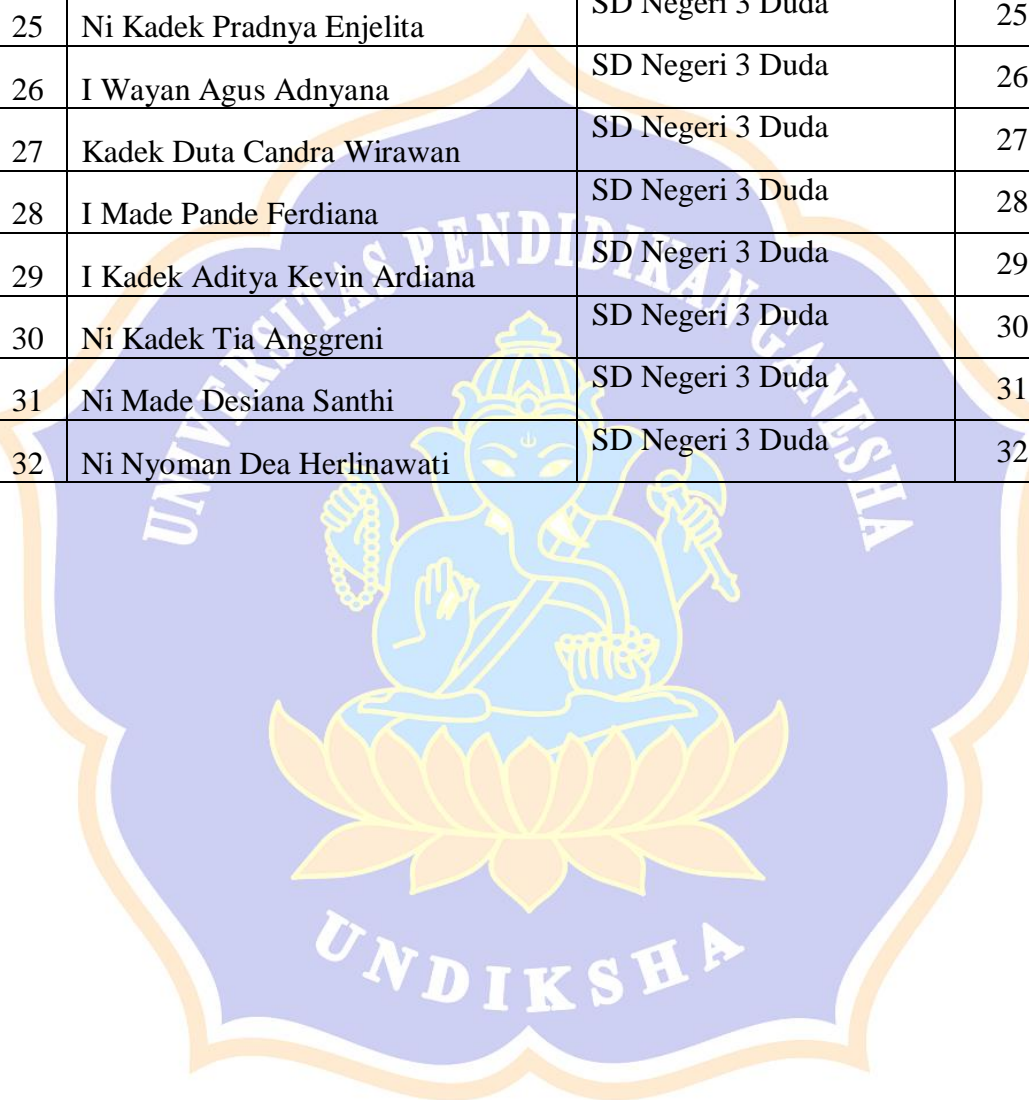 25 Ni Kadek Pradnya Enjelita SD Negeri 3 Duda 25
26 I Wayan Agus Adnyana SD Negeri 3 Duda 26
27 Kadek Duta Candra Wirawan SD Negeri 3 Duda 27
28 I Made Pande Ferdiana SD Negeri 3 Duda 28
29 I Kadek Aditya Kevin Ardiana SD Negeri 3 Duda 29
30 Ni Kadek Tia Anggreni SD Negeri 3 Duda 30
31 Ni Made Desiana Santhi SD Negeri 3 Duda 31
32 Ni Nyoman Dea Herlinawati SD Negeri 3 Duda 32
UNIVERSITAS PENDIDIKAN GANESHA
UNDIKSHA